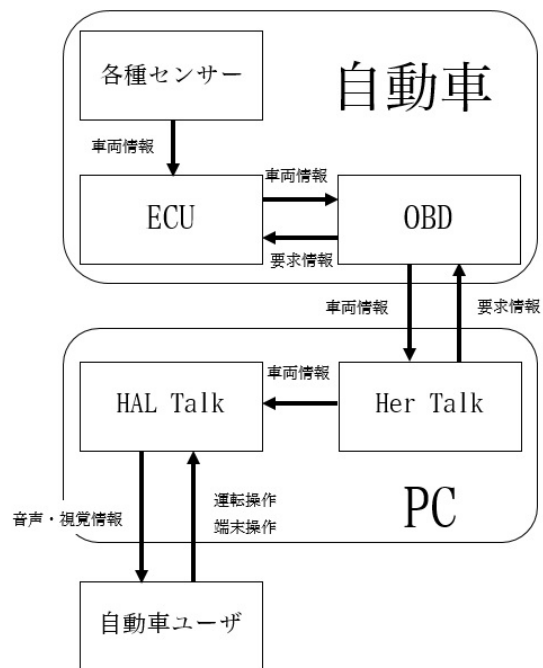 各種センサー
自動車
車両情報
車両情報
ECU
OBD
要求情報
車両情報
要求情報
車両情報
HAL Talk
Her Talk
運転操作
音声・視覚情報
端末操作
PC
自動車ユーザ